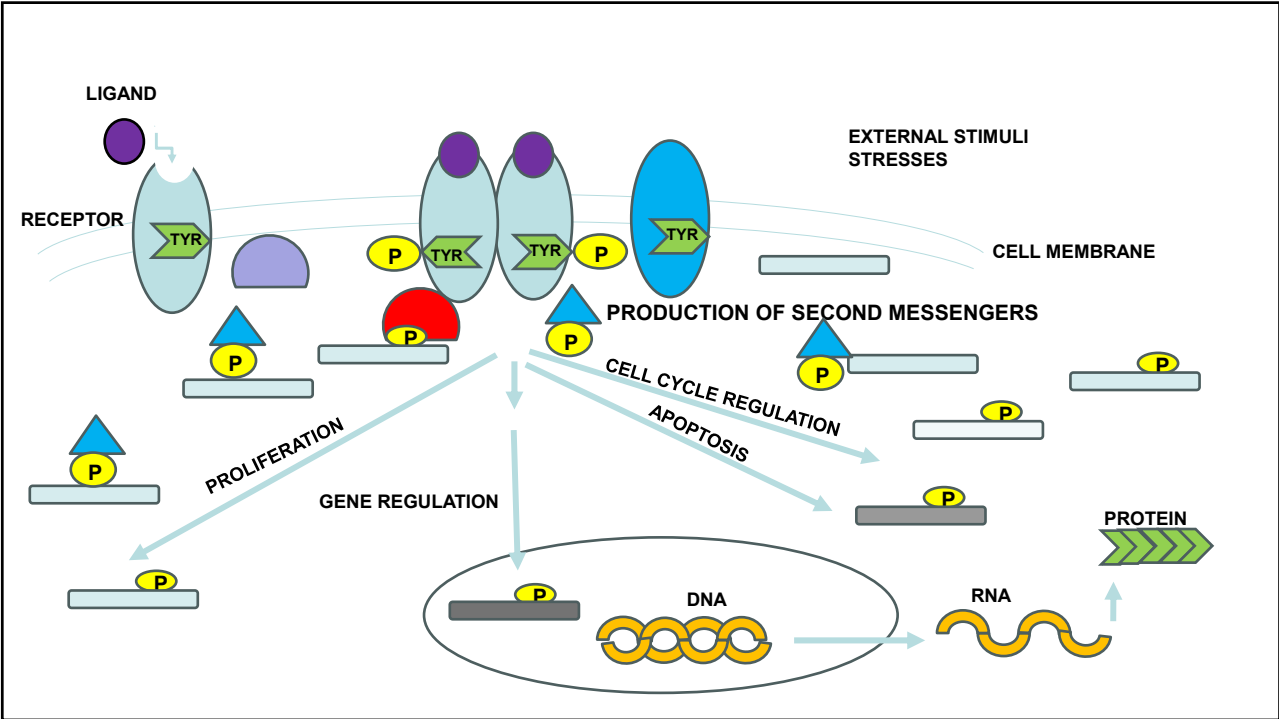 LIGAND
EXTERNAL STIMULI
STRESSES
RECEPTOR
TYR
P
TYR
TYR
P
TYR
CELL MEMBRANE
PRODUCTION OF SECOND MESSENGERS
P
P
P
P
P
CELL CYCLE REGULATION
APOPTOSIS
P
PROLIFERATION
P
GENE REGULATION
P
PROTEIN
P
P
DNA
RNA